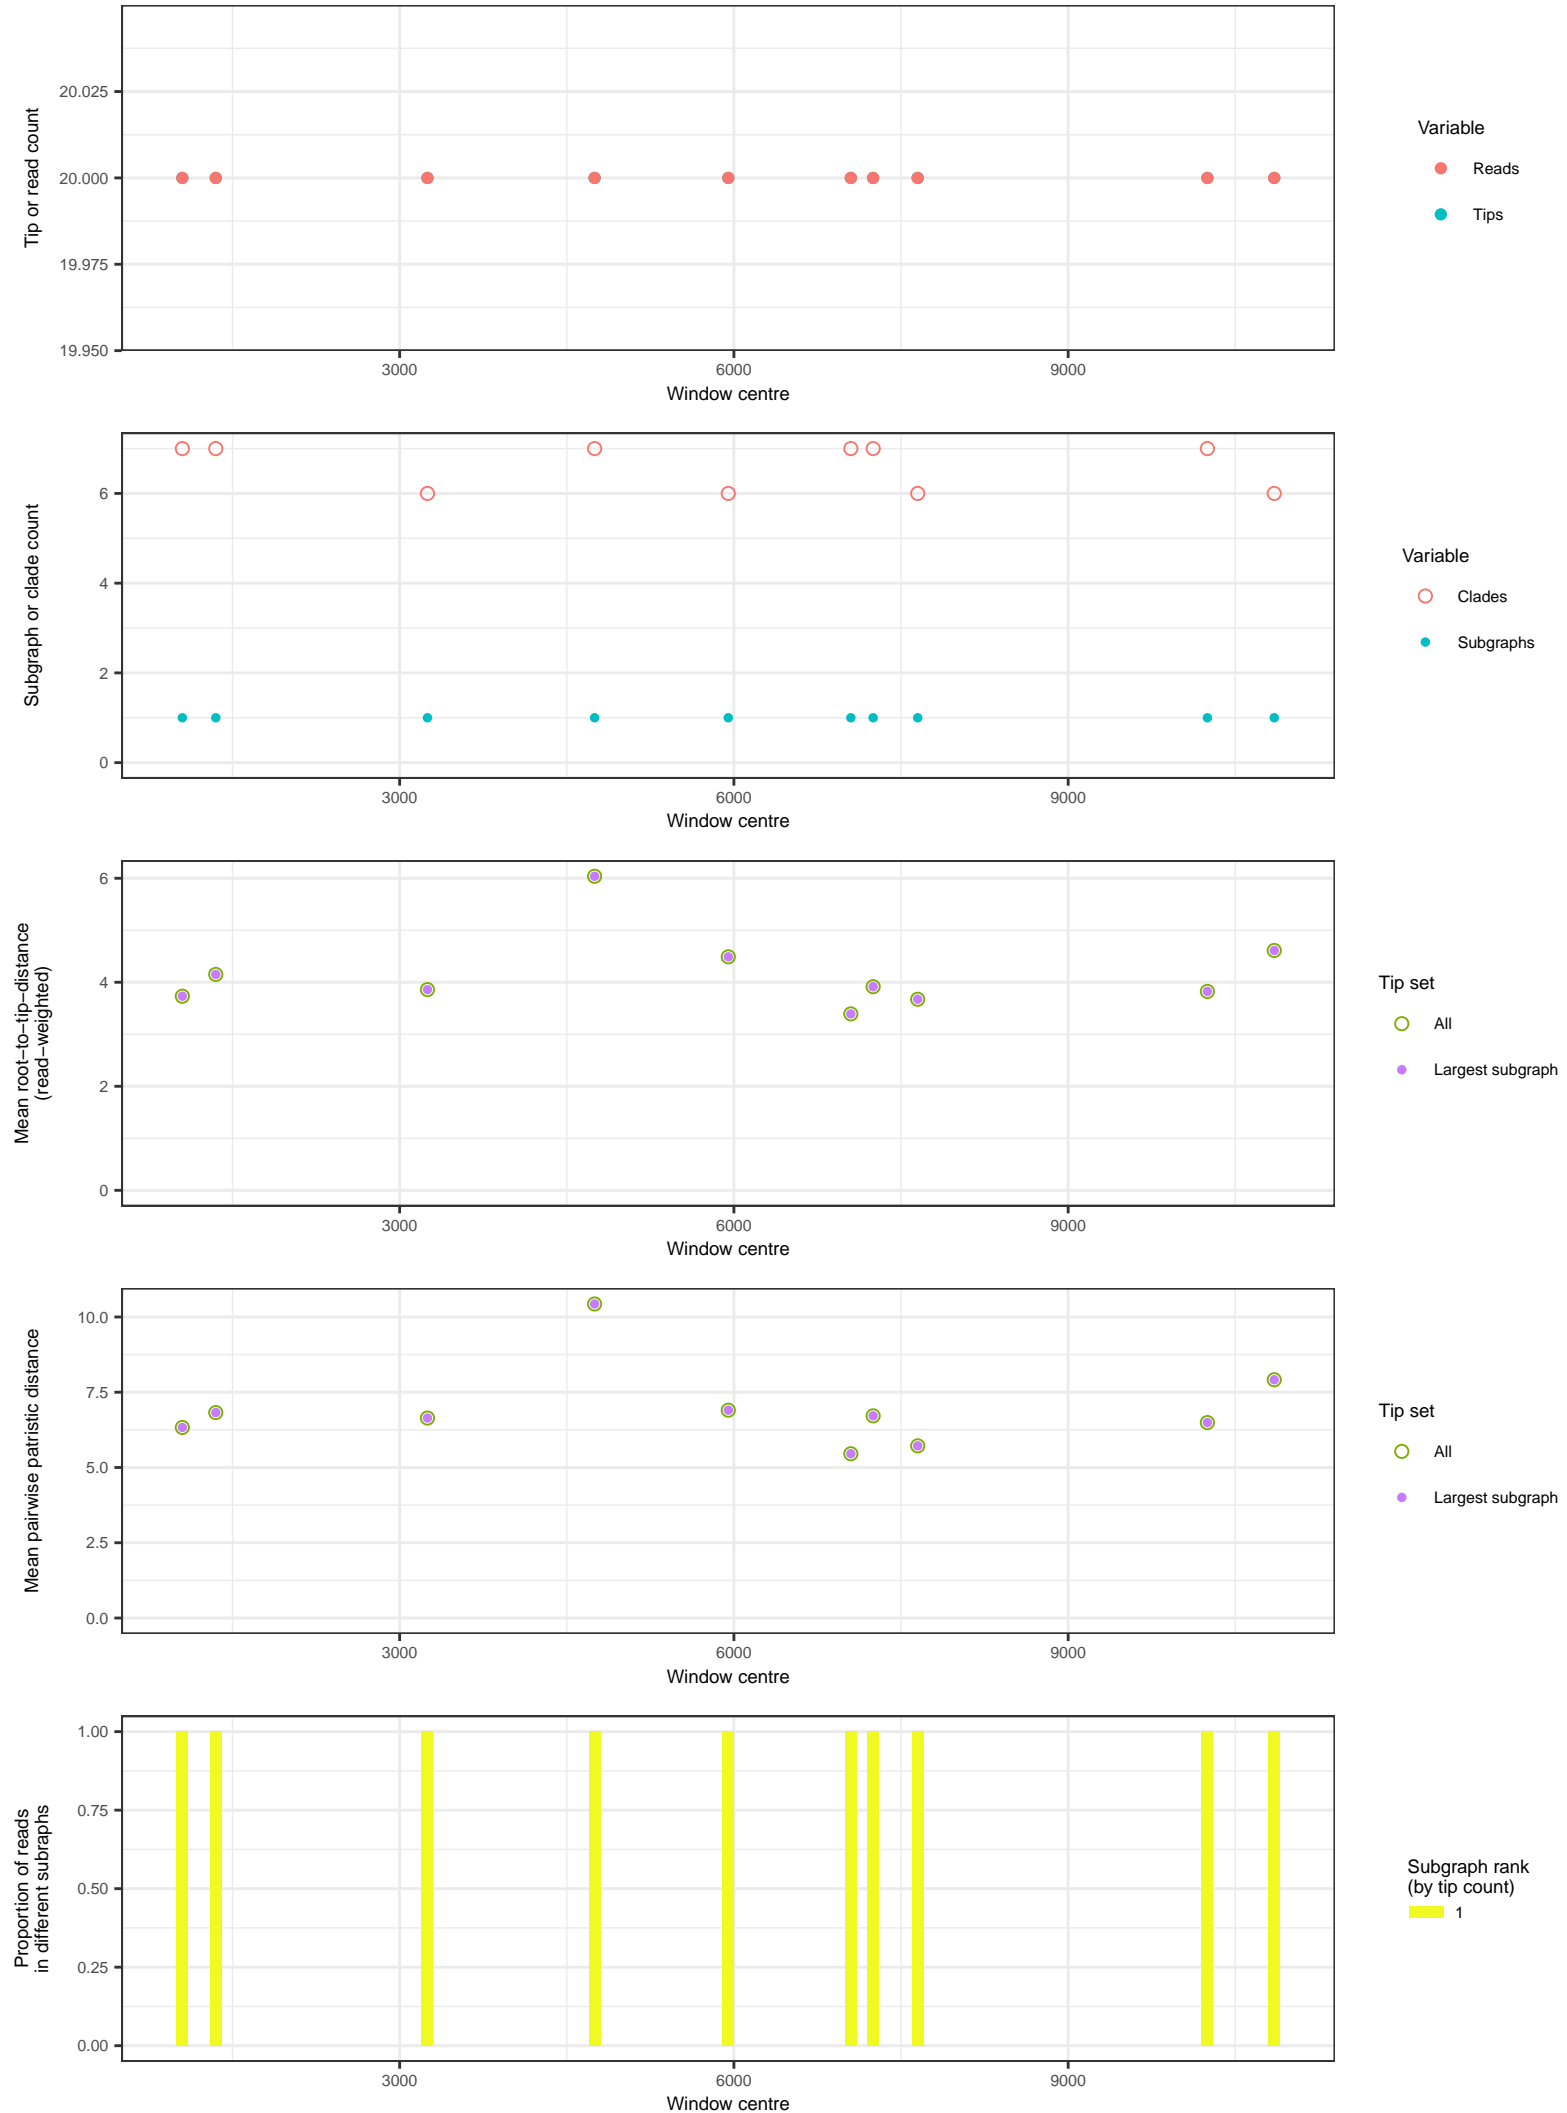 Tip or read count
20.025
20.000
19.975
19.950
3000 6000 9000
Window centre
Variable
Reads
Tips
Subgraph or clade count
6
4
2
0
3000 6000 9000
Window centre
Variable
Clades
Subgraphs
Mean root−to−tip−distance
(read−weighted)
6
4
2
0
3000 6000 9000
Window centre
Tip set
All
Largest subgraph
Mean pairwise patristic distance
10.0
7.5
5.0
2.5
0.0
3000 6000 9000
Window centre
Tip set
All
Largest subgraph
Proportion of reads
in different subraphs
1.00
0.75
0.50
0.25
0.00
3000 6000 9000
Window centre
Subgraph rank
(by tip count)
1